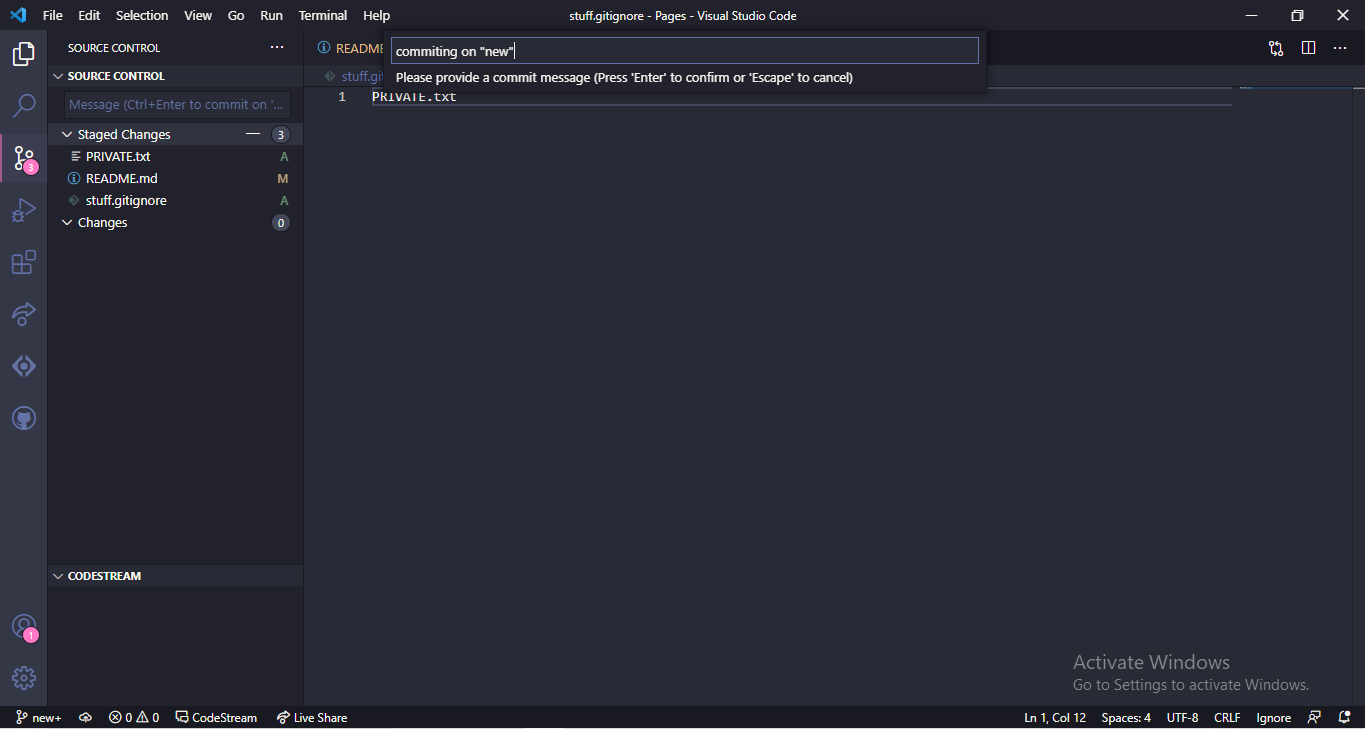 File Edit Selection View Go Run Terminal Help
stuff.gitignore - Pages - Visual Studio Code
SOURCE CONTROL
README
commiting on "new"
Please provide a commit message (Press 'Enter' to confirm or 'Escape' to cancel)
SOURCE CONTROL
stuff.git
Message (Ctrl+Enter to commit on '...
1 PRIVATE.txt
Staged Changes 3
PRIVATE.txt A
README.md M
stuff.gitignore A
Changes 0
3
CODESTREAM
1
Activate Windows
Go to Settings to activate Windows.
new+ 0 0 CodeStream Live Share Ln 1, Col 12 Spaces: 4 UTF-8 CRLF Ignore